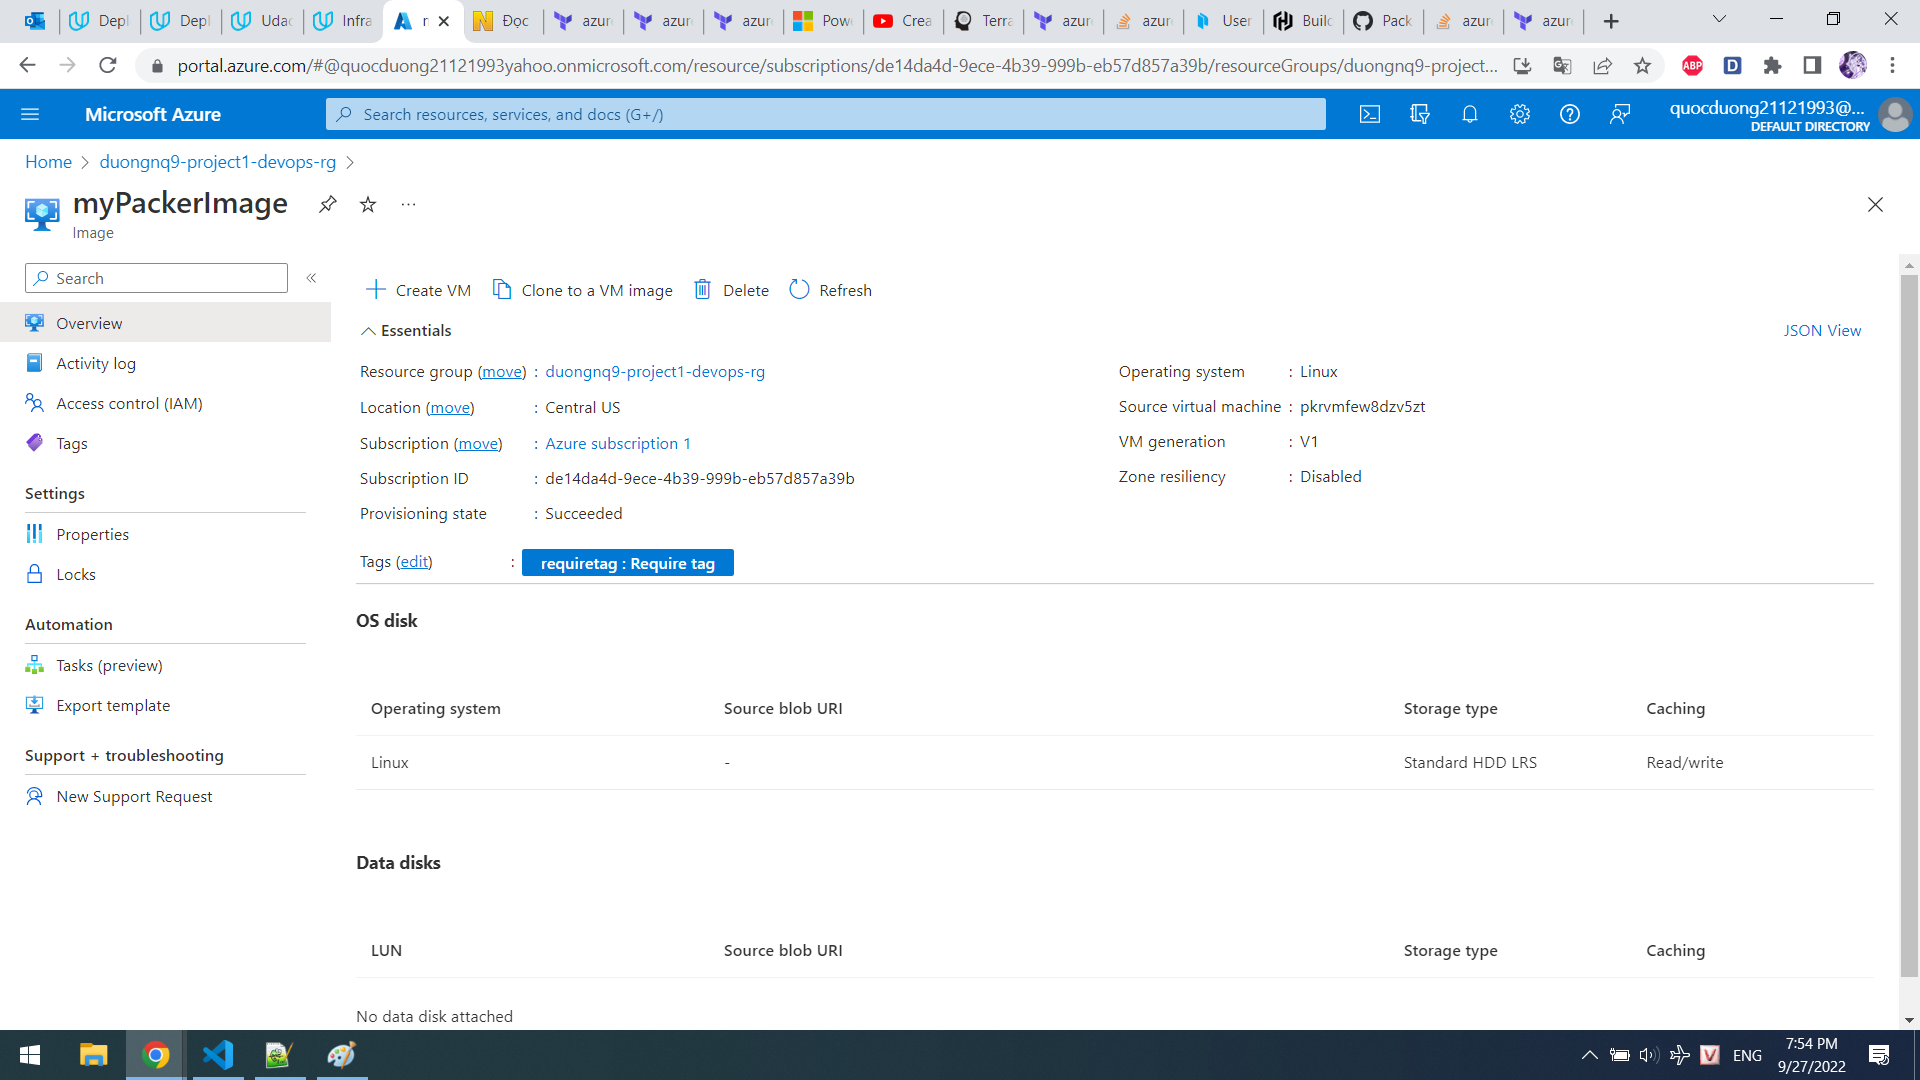 Depl
Depl
Udac
Infra
Đọc
azure
azure
azure
Powe
Crea
Terra
azure
azure
User
Build
Pack
azure
azure
portal.azure.com/#@quocduong21121993yahoo.onmicrosoft.com/resource/subscriptions/de14da4d-9ece-4b39-999b-eb57d857a39b/resourceGroups/duongnq9-project...
ABP
D
Microsoft Azure
Search resources, services, and docs (G+/)
quocduong21121993@...
DEFAULT DIRECTORY
Home
duongnq9-project1-devops-rg
myPackerImage
...
Image
Search
Overview
Activity log
Access control (IAM)
Tags
Settings
Properties
Locks
Automation
Tasks (preview)
Export template
Support + troubleshooting
New Support Request
Create VM
Clone to a VM image
Delete
Refresh
Essentials
JSON View
Resource group (move) : duongnq9-project1-devops-rg
Location (move) : Central US
Subscription (move) : Azure subscription 1
Subscription ID : de14da4d-9ece-4b39-999b-eb57d857a39b
Provisioning state : Succeeded
Operating system : Linux
Source virtual machine : pkrvmfew8dzv5zt
VM generation : V1
Zone resiliency : Disabled
Tags (edit) : requiretag : Require tag
OS disk
Operating system Source blob URI Storage type Caching
Linux - Standard HDD LRS Read/write
Data disks
LUN Source blob URI Storage type Caching
No data disk attached
V
ENG
7:54 PM
9/27/2022